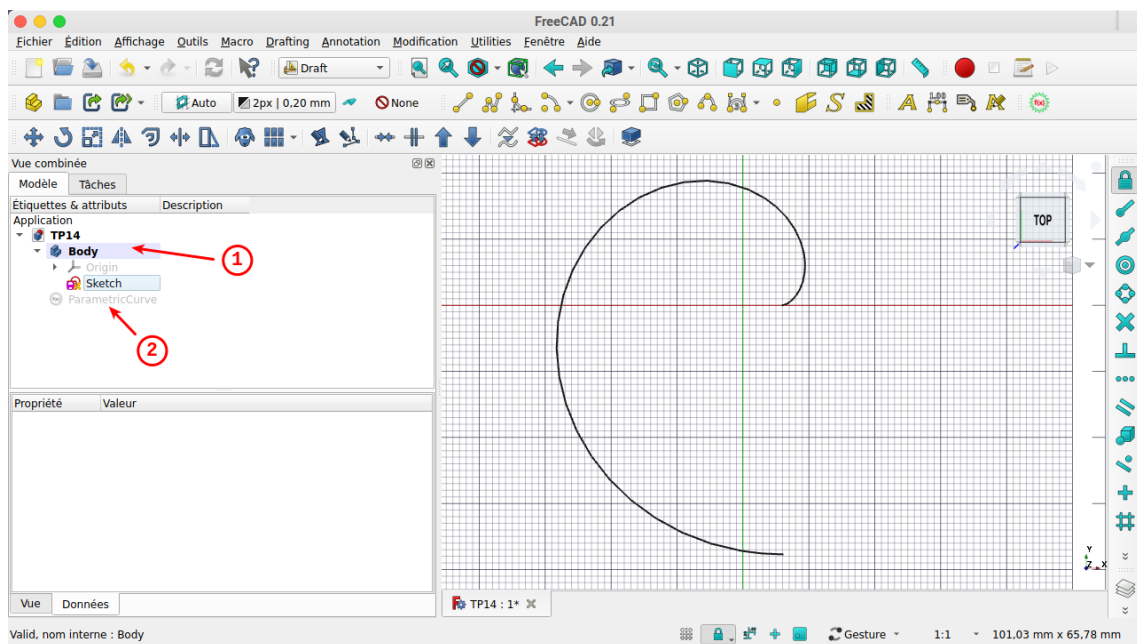 FreeCAD 0.21
Fichier Édition Affichage Outils Macro Drafting Annotation Modification Utilities Fenêtre Aide
Draft
Auto 2px | 0,20 mm None
Vue combinée
Modèle Tâches
Étiquettes & attributs Description
Application
TP14
Body
Origin
Sketch
ParametricCurve
1
2
TOP
Propriété Valeur
Y
Z X
Vue Données
TP14 : 1*
Valid, nom interne : Body
Gesture 1:1 101,03 mm x 65,78 mm